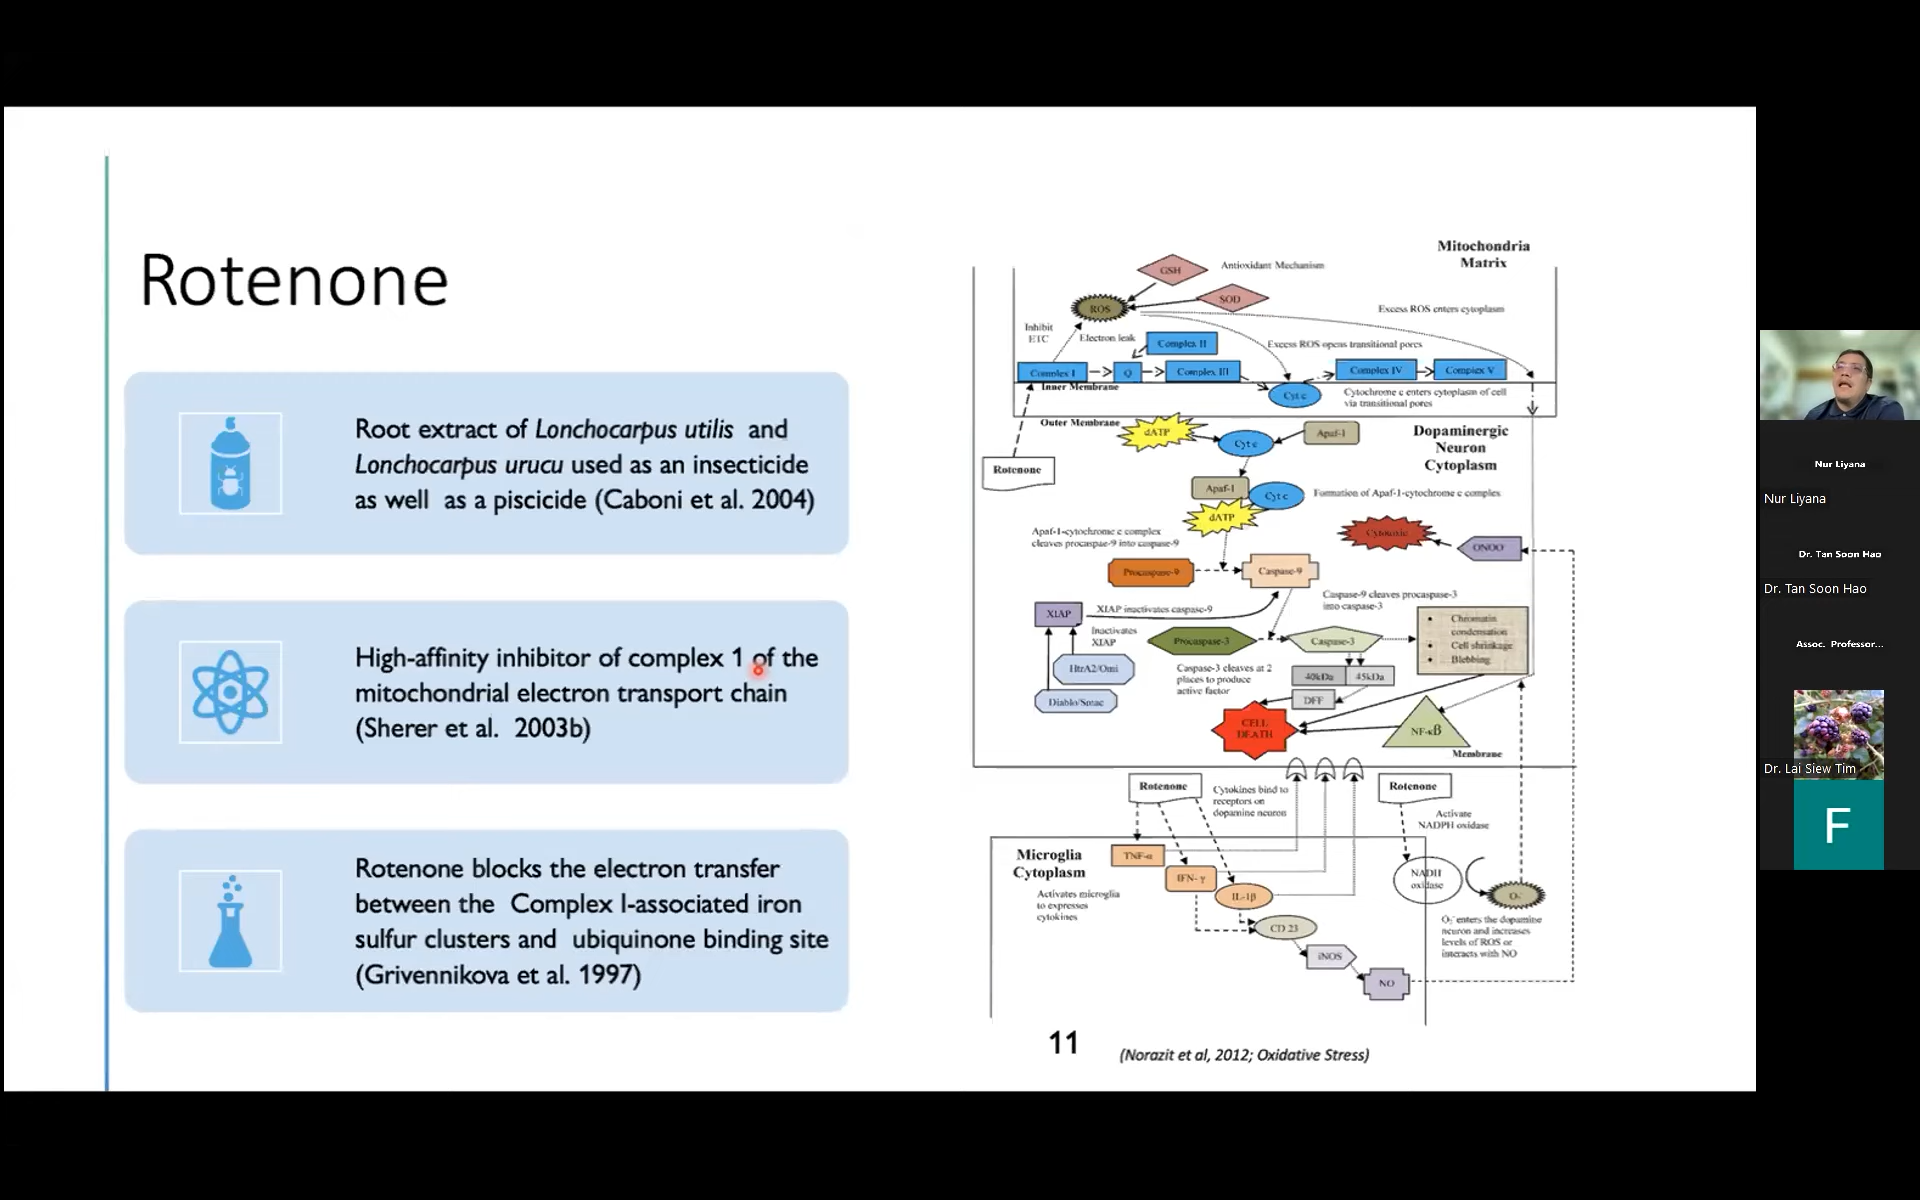 Rotenone
Root extract of Lonchocarpus utilis and
Lonchocarpus urucu used as an insecticide
as well as a piscicide (Caboni et al. 2004)
High-affinity inhibitor of complex 1 of the
mitochondrial electron transport chain
(Sherer et al. 2003b)
Rotenone blocks the electron transfer
between the Complex I-associated iron
sulfur clusters and ubiquinone binding site
(Grivennikova et al. 1997)
Mitochondria
Matrix
GSH
Antioxidant Mechanism
SOD
ROS
Excess ROS enters cytoplasm
Inhibit
ETC
Electron leak
Complex II
Excess ROS opens transitional pores
Complex I
Q
Complex III
Complex IV
Complex V
Inner Membrane
Cyt c
Cytochrome c enters cytoplasm of cell
via transitional pores
Outer Membrane
dATP
Cyt c
Apaf-1
Dopaminergic
Neuron
Cytoplasm
Rotenone
Apaf-1
Cyt c
Formation of Apaf-1-cytochrome c complex
dATP
Apaf-1-cytochrome c complex
cleaves procaspae-9 into caspase-9
Cytotoxic
ONOO-
Procaspase-9
Caspase-9
Caspase-9 cleaves procaspase-3
into caspase-3
XIAP
XIAP inactivates caspase-9
Inactivates
XIAP
Procaspase-3
Caspase-3
• Chromatin
condensation
• Cell shrinkage
• Blebbing
HtrA2/Omi
Caspase-3 cleaves at 2
places to produce
active factor
40kDa
45kDa
Diablo/Smac
DFF
CELL
DEATH
NF-κB
Membrane
Rotenone
Cytokines bind to
receptors on
dopamine neuron
Rotenone
Activate
NADPH oxidase
Microglia
Cytoplasm
TNF-α
IFN-γ
IL-1β
NADH
oxidase
O2-
Activates microglia
to expresses
cytokines
CD 23
O2- enters the dopamine
neuron and increases
levels of ROS or
interacts with NO
iNOS
NO
11
(Norazit et al, 2012; Oxidative Stress)
Nur Liyana
Nur Liyana
Dr. Tan Soon Hao
Dr. Tan Soon Hao
Assoc. Professor...
Dr. Lai Siew Tim
F